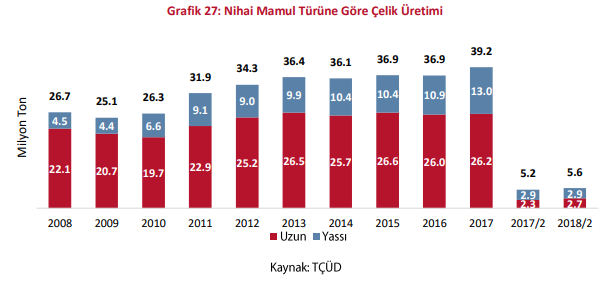 Grafik 27: Nihai Mamul Türüne Göre Çelik Üretimi
Milyon Ton
26.7 25.1 26.3 31.9 34.3 36.4 36.1 36.9 36.9 39.2 5.2 5.6
4.5 4.4 6.6 9.1 9.0 9.9 10.4 10.4 10.9 13.0 2.9 2.9
22.1 20.7 19.7 22.9 25.2 26.5 25.7 26.6 26.0 26.2 2.3 2.7
2008 2009 2010 2011 2012 2013 2014 2015 2016 2017 2017/2 2018/2
Uzun Yassı
Kaynak: TÇÜD